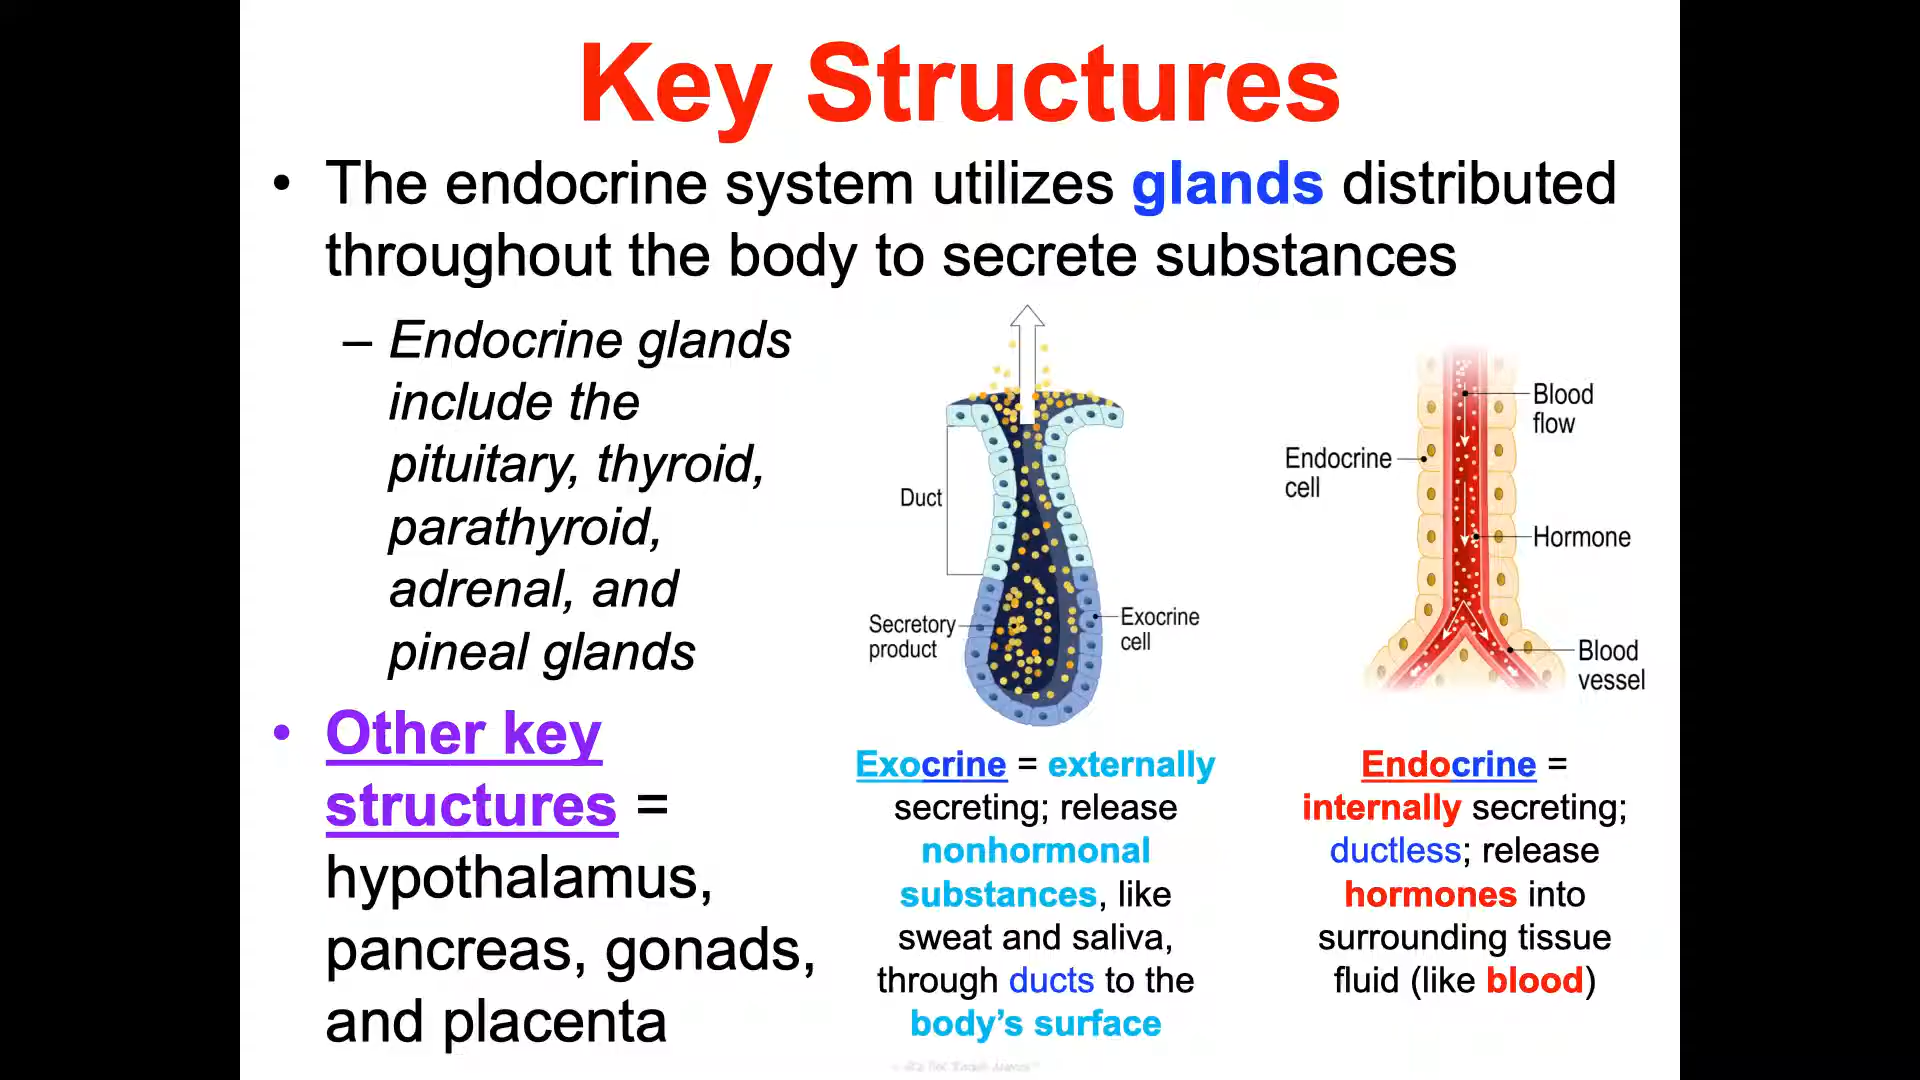 Key Structures
• The endocrine system utilizes glands distributed
throughout the body to secrete substances
– Endocrine glands
include the
pituitary, thyroid,
parathyroid,
adrenal, and
pineal glands
• Other key
structures =
hypothalamus,
pancreas, gonads,
and placenta
Duct
Secretory
product
Exocrine
cell
Exocrine = externally
secreting; release
nonhormonal
substances, like
sweat and saliva,
through ducts to the
body’s surface
Blood
flow
Endocrine
cell
Hormone
Blood
vessel
Endocrine =
internally secreting;
ductless; release
hormones into
surrounding tissue
fluid (like blood)